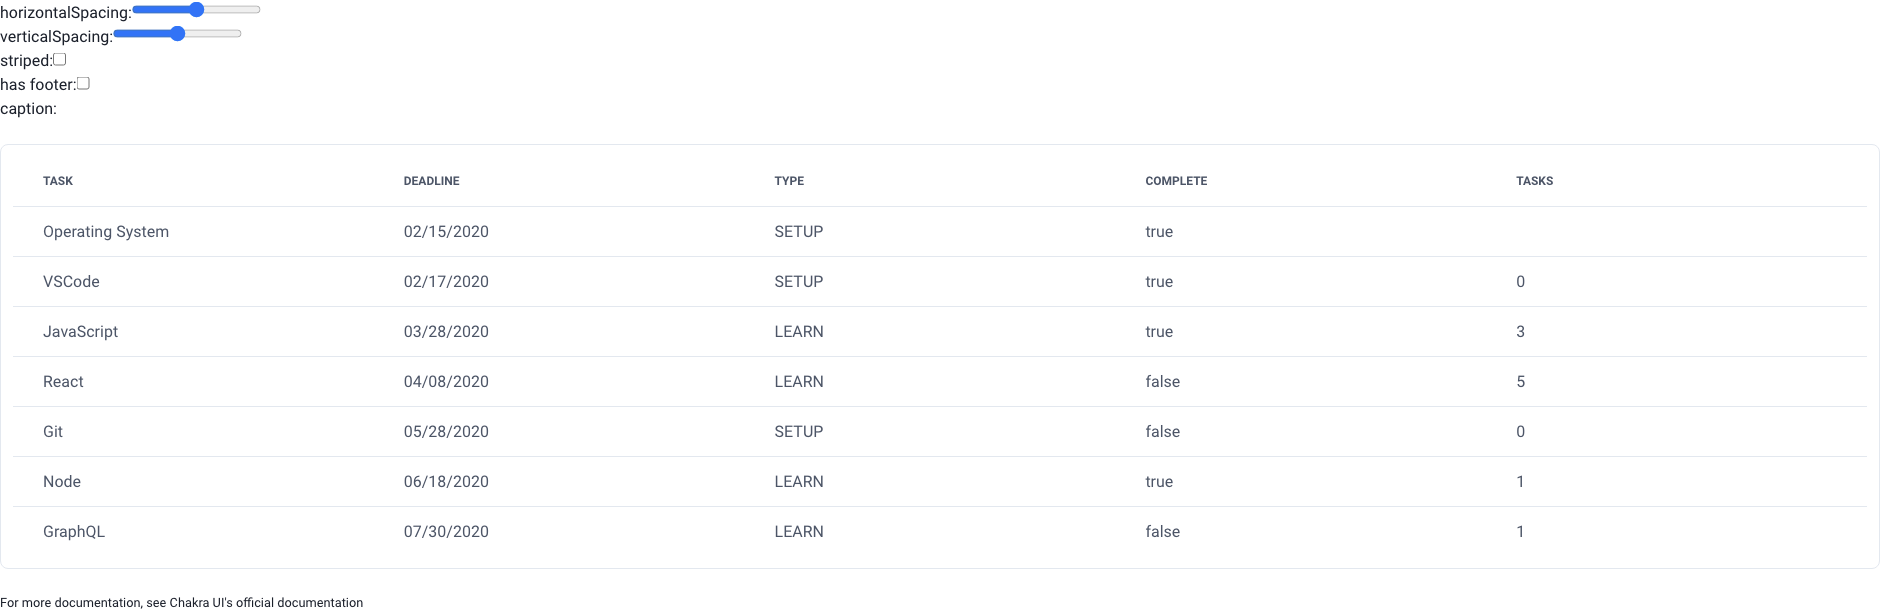 horizontalSpacing:
verticalSpacing:
striped:
has footer:
caption:
TASK DEADLINE TYPE COMPLETE TASKS
Operating System 02/15/2020 SETUP true
VSCode 02/17/2020 SETUP true 0
JavaScript 03/28/2020 LEARN true 3
React 04/08/2020 LEARN false 5
Git 05/28/2020 SETUP false 0
Node 06/18/2020 LEARN true 1
GraphQL 07/30/2020 LEARN false 1
For more documentation, see Chakra UI's official documentation